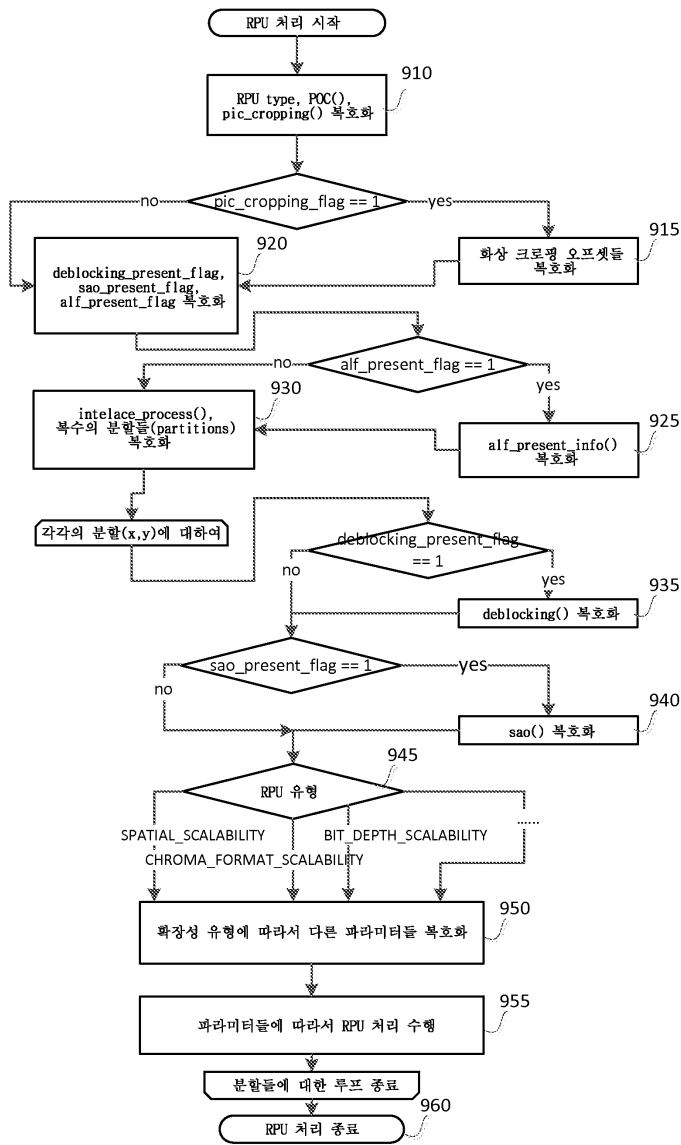 RPU 처리 시작
910
RPU type, POC(),
pic_cropping() 복호화
pic_cropping_flag == 1
no
yes
915
화상 크로핑 오프셋들
복호화
920
deblocking_present_flag,
sao_present_flag,
alf_present_flag 복호화
alf_present_flag == 1
no
yes
925
alf_present_info()
복호화
930
intelace_process(),
복수의 분할들(partitions)
복호화
각각의 분할(x,y)에 대하여
deblocking_present_flag
== 1
no
yes
935
deblocking() 복호화
sao_present_flag == 1
no
yes
940
sao() 복호화
945
RPU 유형
SPATIAL_SCALABILITY
BIT_DEPTH_SCALABILITY
......
CHROMA_FORMAT_SCALABILITY
950
확장성 유형에 따라서 다른 파라미터들 복호화
955
파라미터들에 따라서 RPU 처리 수행
분할들에 대한 루프 종료
960
RPU 처리 종료